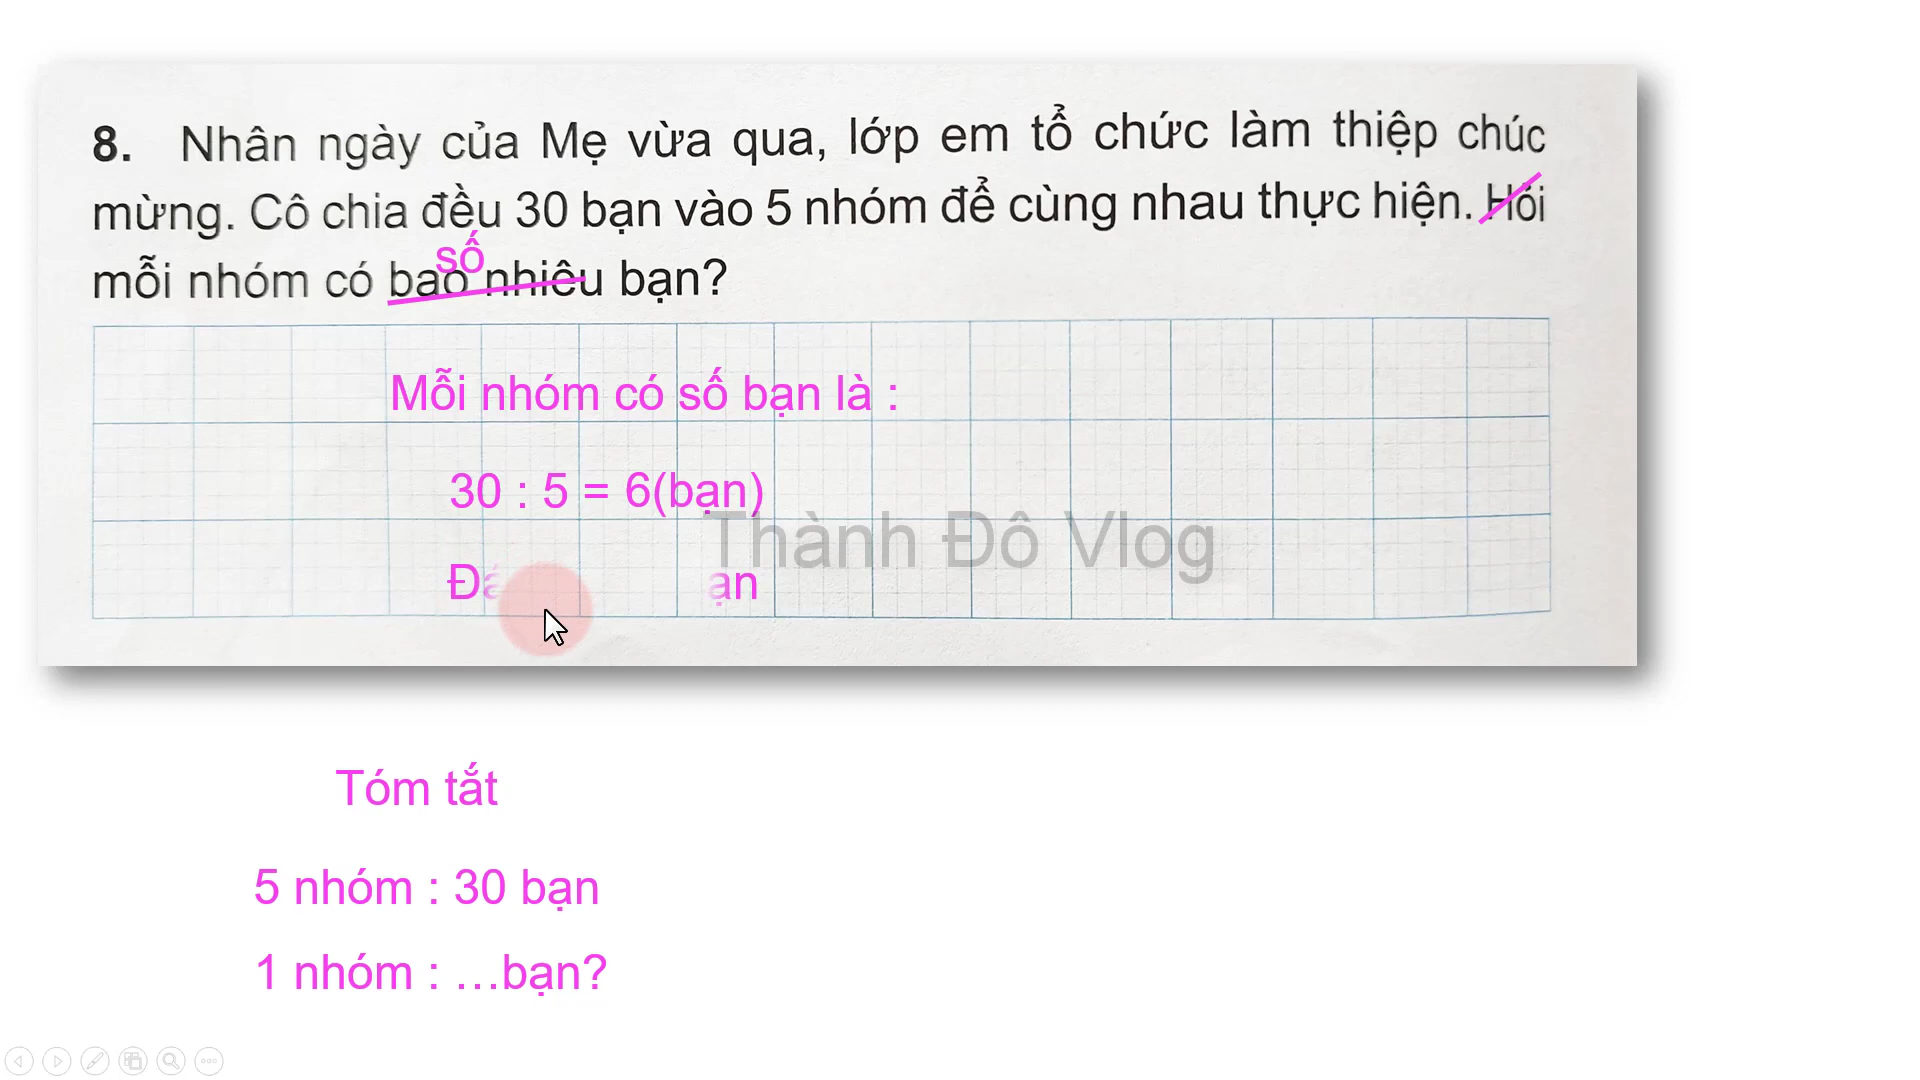 8. Nhân ngày của Mẹ vừa qua, lớp em tổ chức làm thiệp chúc
mừng. Cô chia đều 30 bạn vào 5 nhóm để cùng nhau thực hiện. Hỏi
số
mỗi nhóm có bao nhiêu bạn?
Mỗi nhóm có số bạn là :
30 : 5 = 6(bạn)
Thành Đô Vlog
Tóm tắt
5 nhóm : 30 bạn
1 nhóm : ...bạn?